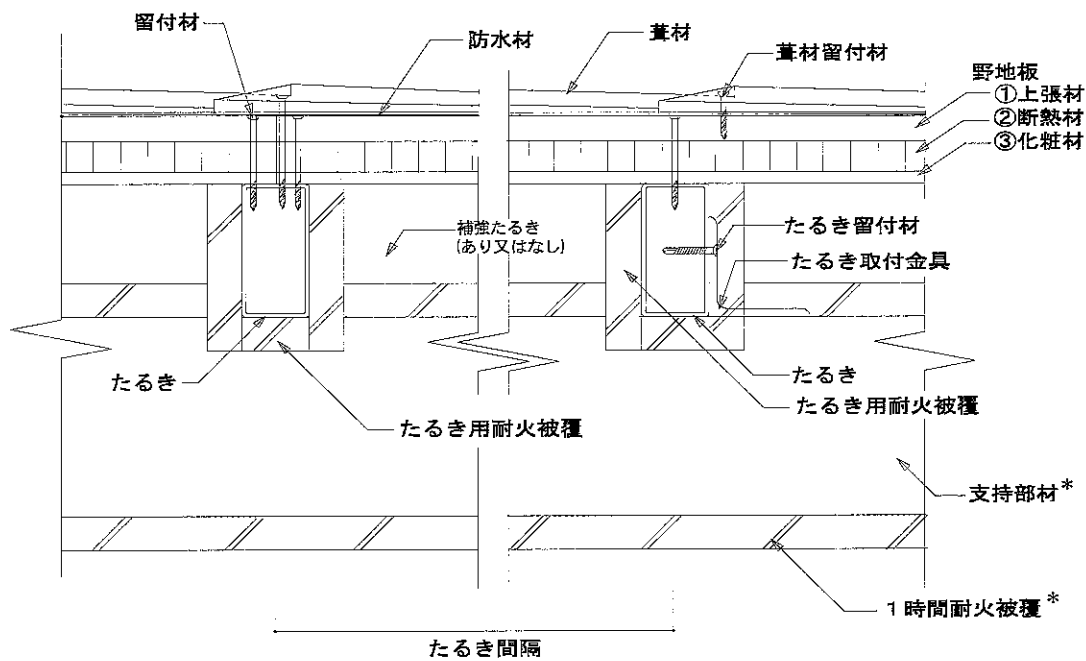 留付材
防水材
葺材
葺材留付材
野地板
①上張材
②断熱材
③化粧材
補強たるき
(あり又はなし)
たるき留付材
たるき取付金具
たるき
たるき
たるき用耐火被覆
たるき用耐火被覆
支持部材*
1時間耐火被覆*
たるき間隔